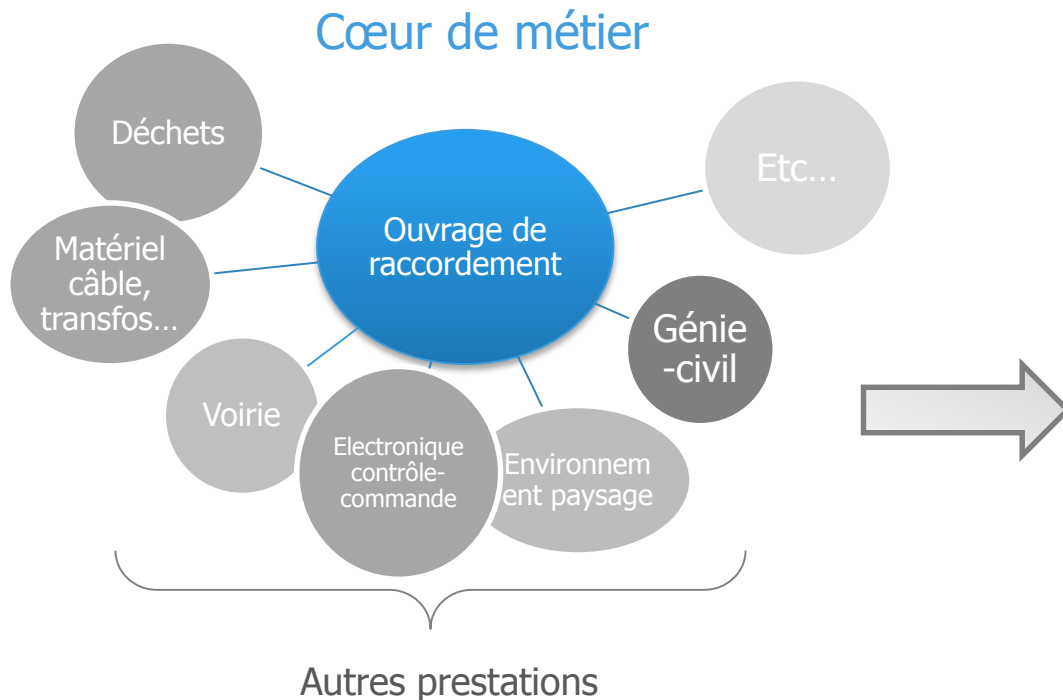 Cœur de métier
Déchets
Etc...
Ouvrage de
raccordement
Matériel
câble,
transfos...
Génie
-civil
Voirie
Electronique
contrôle-
commande
Environnem
ent paysage
Autres prestations